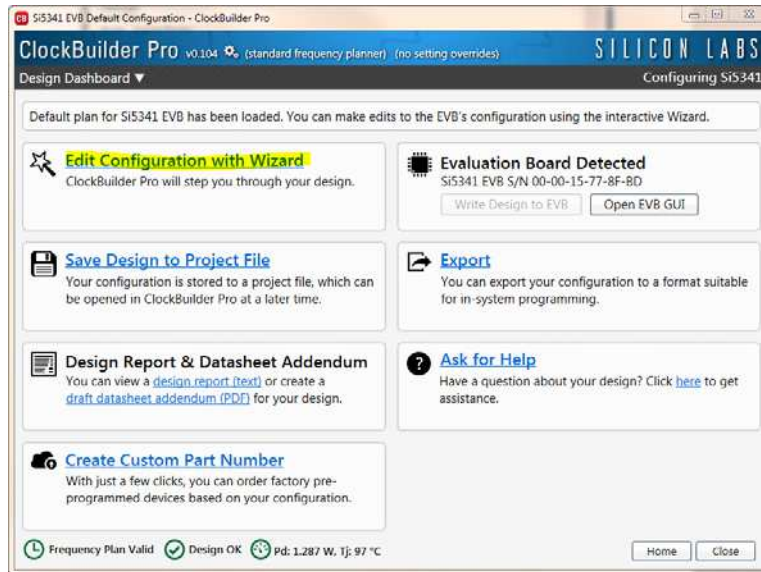 CB Si5341 EVB Default Configuration - ClockBuilder Pro
ClockBuilder Pro v0.104 (standard frequency planner) (no setting overrides) SILICON LABS
Design Dashboard ▼ Configuring Si5341
Default plan for Si5341 EVB has been loaded. You can make edits to the EVB's configuration using the interactive Wizard.
Edit Configuration with Wizard
ClockBuilder Pro will step you through your design.
Evaluation Board Detected
Si5341 EVB S/N 00-00-15-77-8F-8D
Write Design to EVB Open EVB GUI
Save Design to Project File
Your configuration is stored to a project file, which can
be opened in ClockBuilder Pro at a later time.
Export
You can export your configuration to a format suitable
for in-system programming.
Design Report & Datasheet Addendum
You can view a design report (text) or create a
draft datasheet addendum (PDF) for your design.
Ask for Help
Have a question about your design? Click here to get
assistance.
Create Custom Part Number
With just a few clicks, you can order factory pre-
programmed devices based on your configuration.
Frequency Plan Valid Design OK Pd: 1.287 W, Tj: 97 °C
Home Close